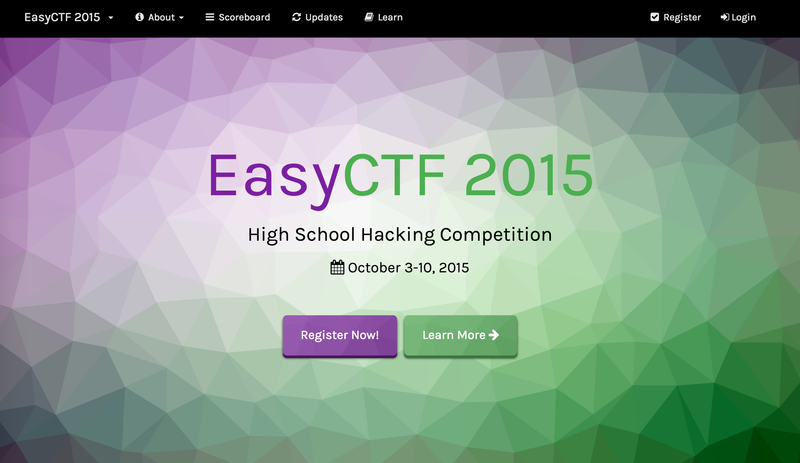 EasyCTF 2015 About Scoreboard Updates Learn Register Login
EasyCTF 2015
High School Hacking Competition
October 3-10, 2015
Register Now! Learn More